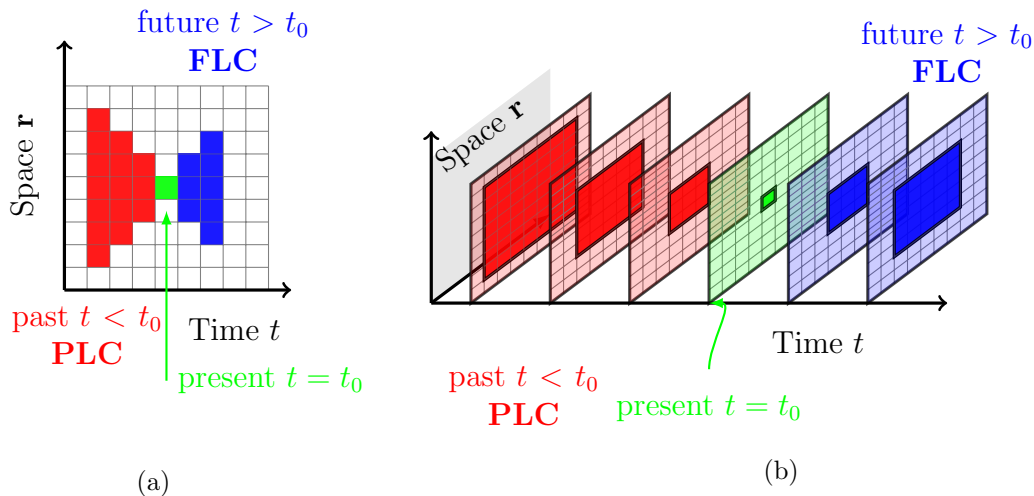 future t > t₀
FLC
Space r
past t < t₀
PLC
Time t
present t = t₀
(a)
future t > t₀
FLC
Space r
Time t
past t < t₀
PLC
present t = t₀
(b)